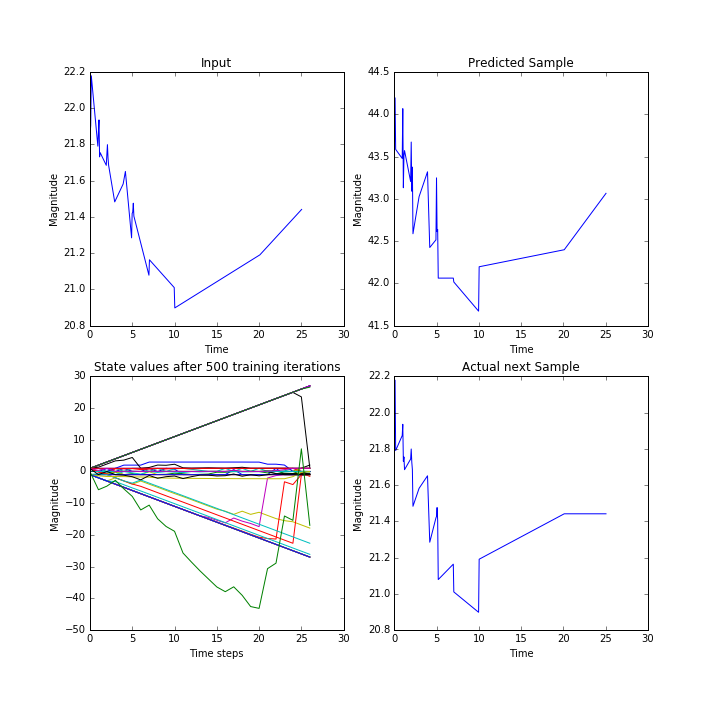 Input
Magnitude
22.2
22.0
21.8
21.6
21.4
21.2
21.0
20.8
0 5 10 15 20 25 30
Time
Predicted Sample
Magnitude
44.5
44.0
43.5
43.0
42.5
42.0
41.5
0 5 10 15 20 25 30
Time
State values after 500 training iterations
Magnitude
30
20
10
0
−10
−20
−30
−40
−50
0 5 10 15 20 25 30
Time steps
Actual next Sample
Magnitude
22.2
22.0
21.8
21.6
21.4
21.2
21.0
20.8
0 5 10 15 20 25 30
Time